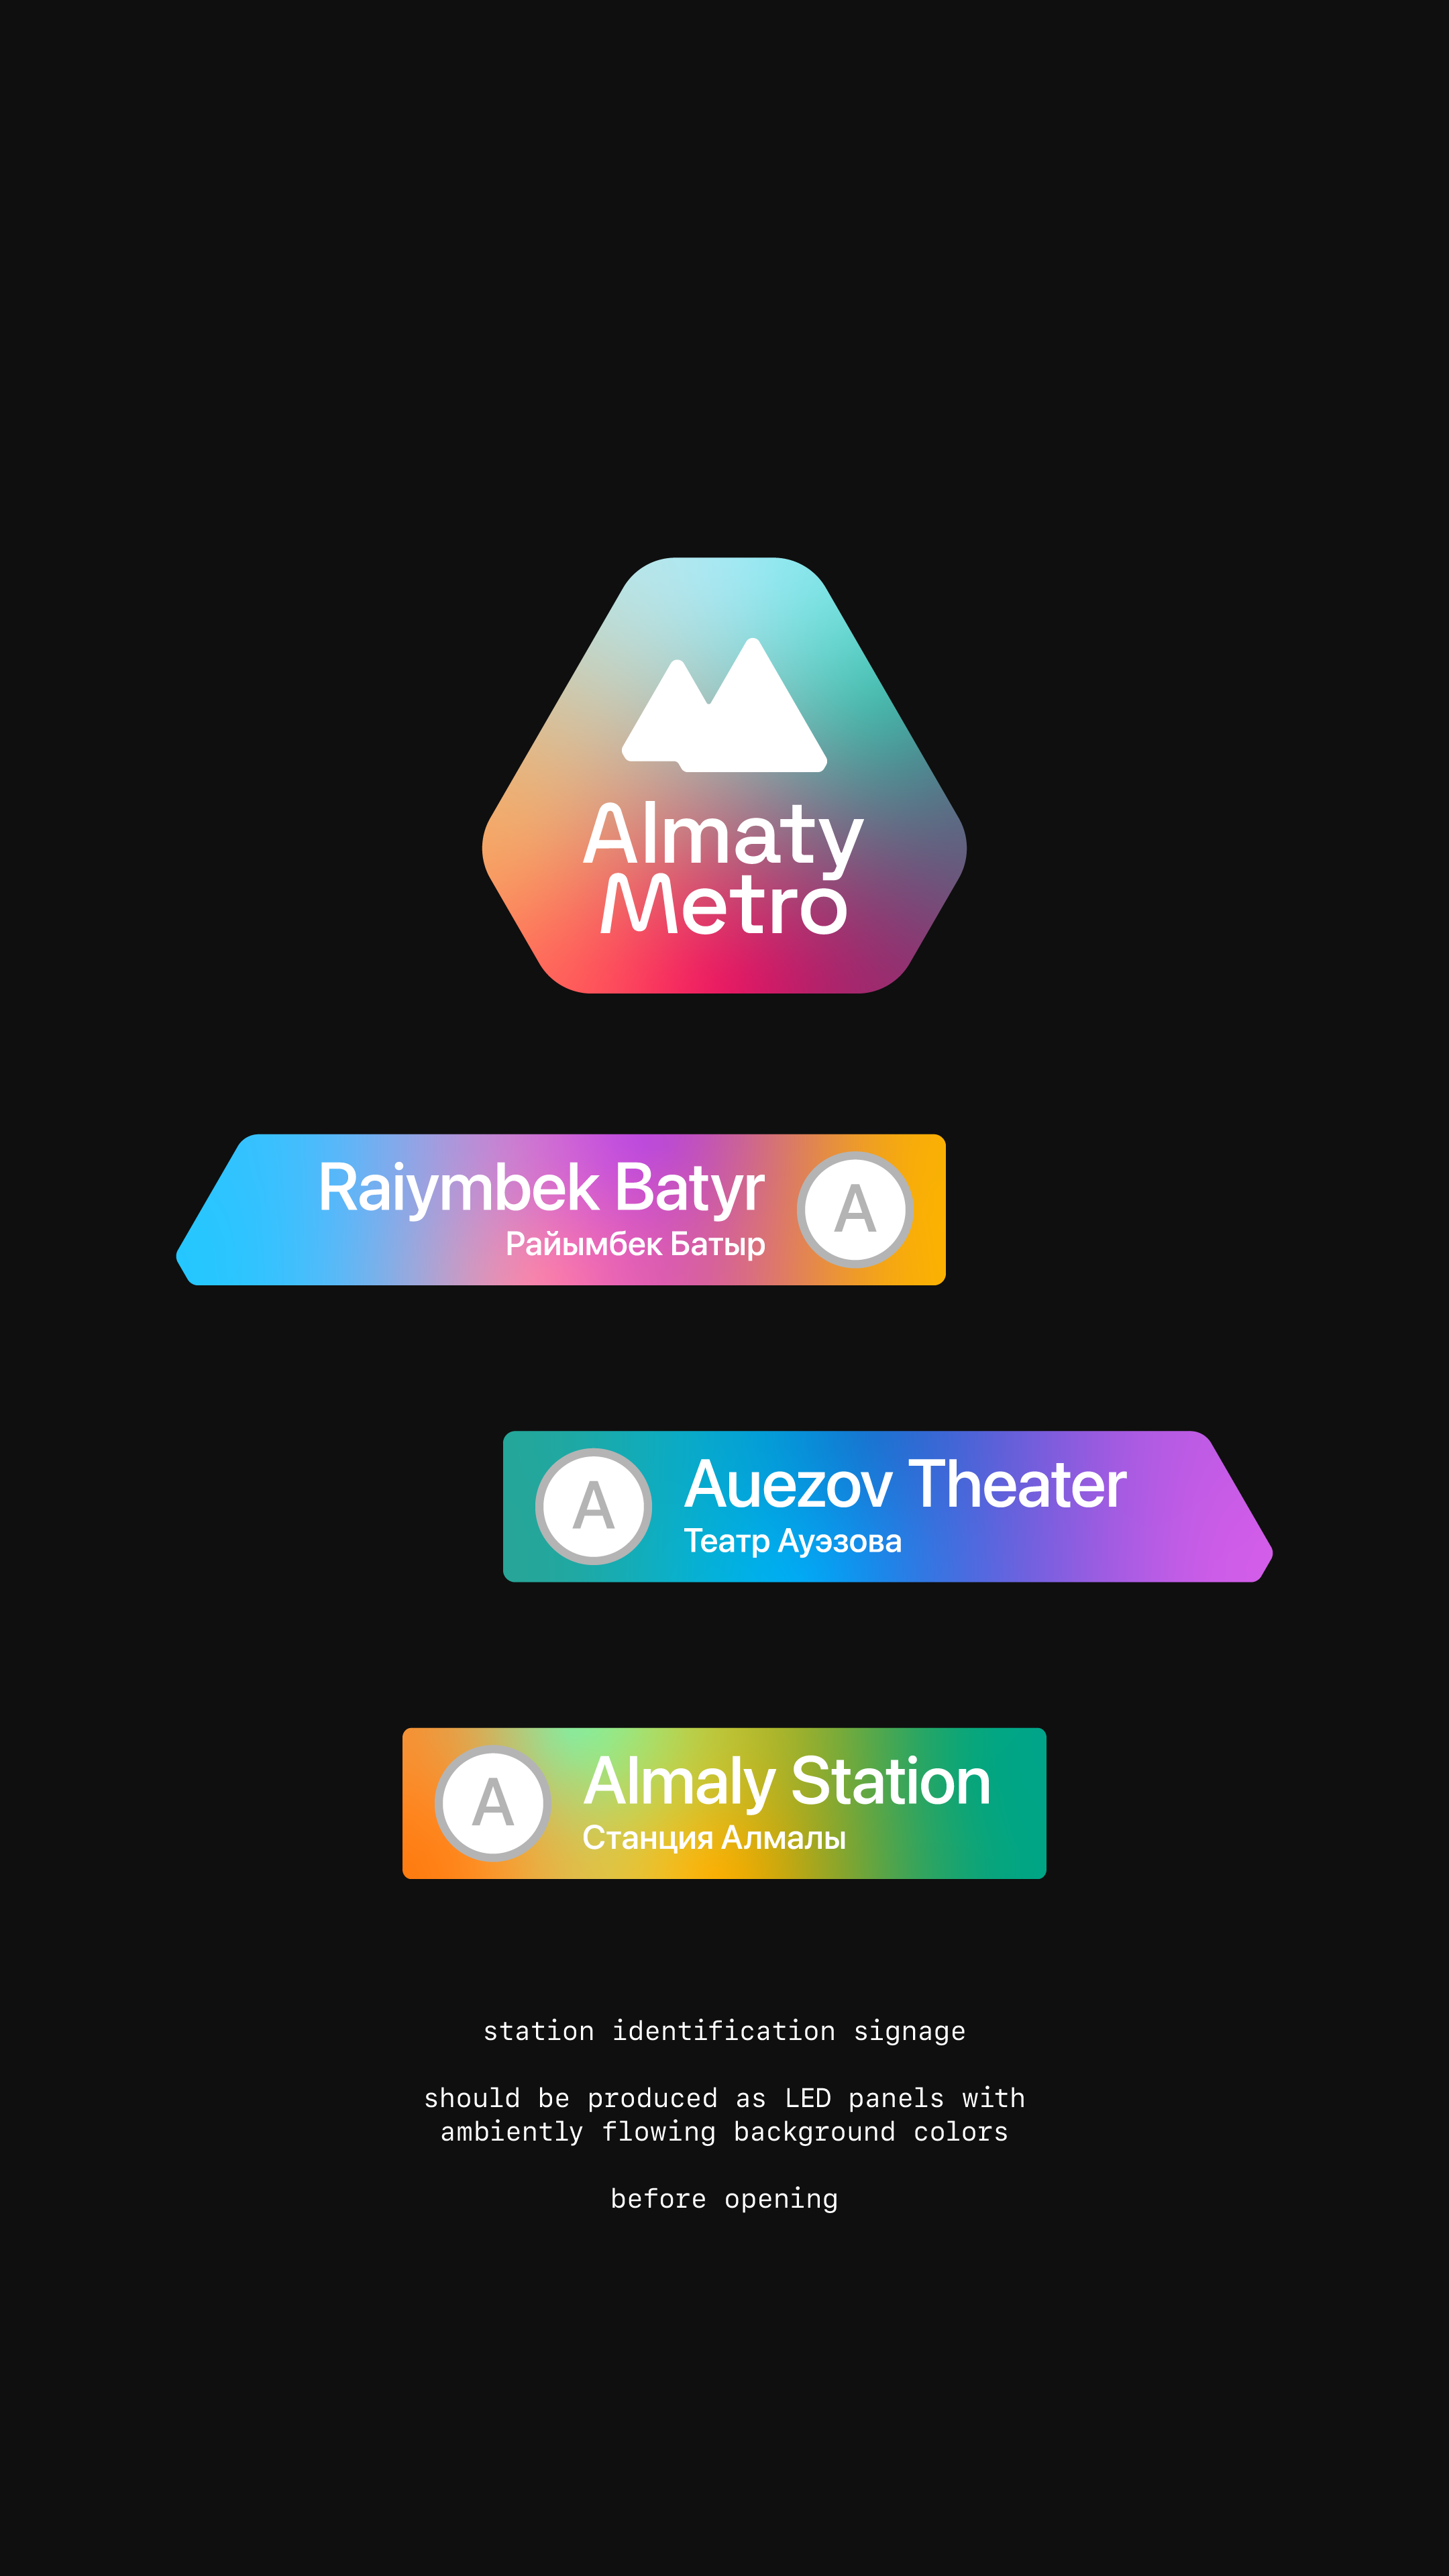 Almaty
Metro
Raiymbek Batyr
Райымбек Батыр
A
A
Auezov Theater
Театр Ауэзова
A
Almaly Station
Станция Алмалы
station identification signage
should be produced as LED panels with
ambiently flowing background colors
before opening